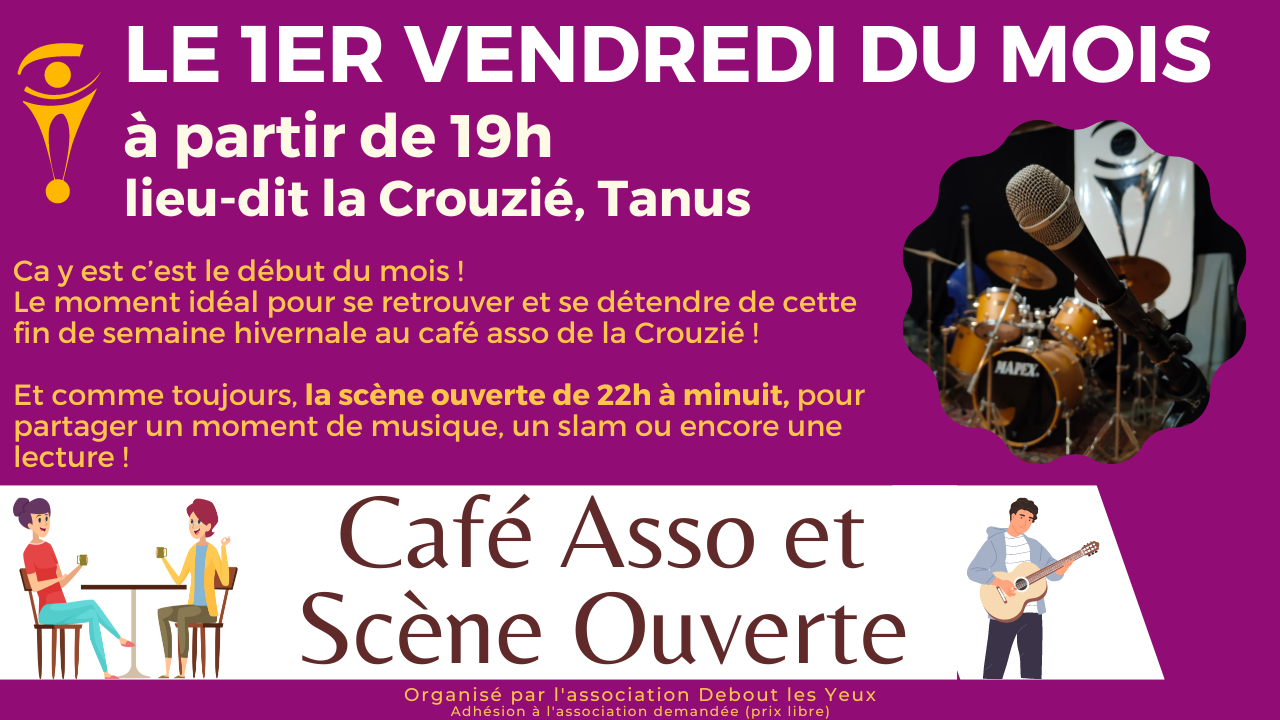 LE 1ER VENDREDI DU MOIS
à partir de 19h
lieu-dit la Crouzié, Tanus
Ca y est c’est le début du mois !
Le moment idéal pour se retrouver et se détendre de cette
fin de semaine hivernale au café asso de la Crouzié !
Et comme toujours, la scène ouverte de 22h à minuit, pour
partager un moment de musique, un slam ou encore une
lecture !
MAPEX
Café Asso et
Scène Ouverte
Organisé par l'association Debout les Yeux
Adhésion à l'association demandée (prix libre)